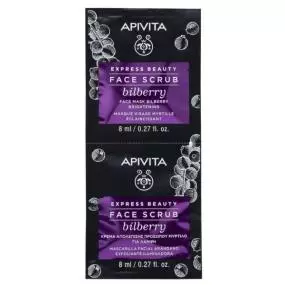 APIVITA
EXPRESS BEAUTY
FACE SCRUB
bilberry
FACE MASK BILBERRY
BRIGHTENING
MASQUE VISAGE MYRTILLE
ECLAIRCISSANT
8 ml / 0.27 fl. oz.
APIVITA
EXPRESS BEAUTY
FACE SCRUB
bilberry
ΚΡΕΜΑ ΑΠΟΛΕΠΙΣΗΣ ΠΡΟΣΩΠΟΥ ΜΥΡΤΙΛΟ
ΓΙΑ ΛΑΜΨΗ
MASCARILLA FACIAL ARÁNDANO,
EXFOLIANTE ILUMINADORA
8 ml / 0.27 fl. oz.